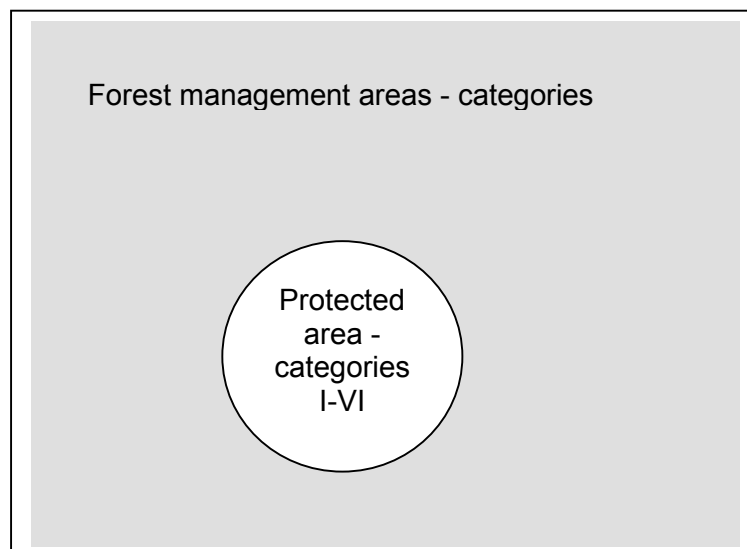 Forest management areas - categories
Protected
area -
categories
I-VI